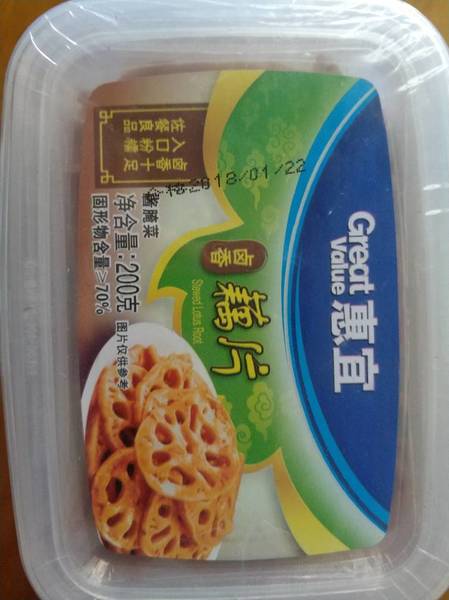 Great
Value
惠宜
卤香
藕片
Stewed Lotus Root
2018/01/22
卤香十足
入口粉糯
佐餐良品
酱腌菜
净含量:200克
固形物含量≥70%
图片仅供参考